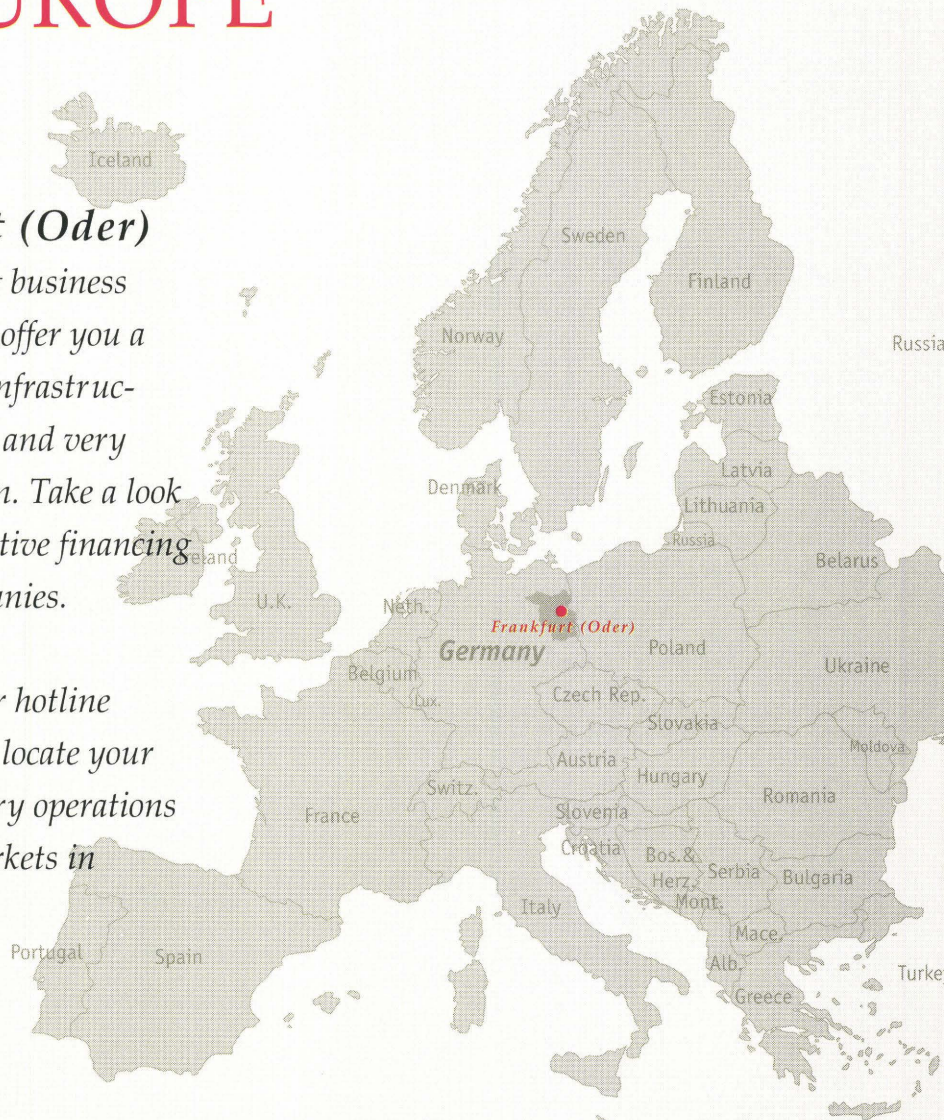 UROPE
t (Oder)
t business
offer you a
nfrastruc-
and very
n. Take a look
tive financing
nies.
r hotline
locate your
ry operations
rkets in
Iceland
Sweden
Finland
Norway
Russia
Estonia
Latvia
Denmark
Lithuania
Russia
Ireland
Belarus
U.K.
Neth.
Frankfurt (Oder)
Germany
Poland
Belgium
Ukraine
Lux.
Czech Rep.
Slovakia
Moldova
Austria
Hungary
Switz.
Romania
France
Slovenia
Croatia
Bos.&
Herz.
Serbia
Bulgaria
Mont.
Italy
Mace.
Portugal
Spain
Alb.
Turkey
Greece